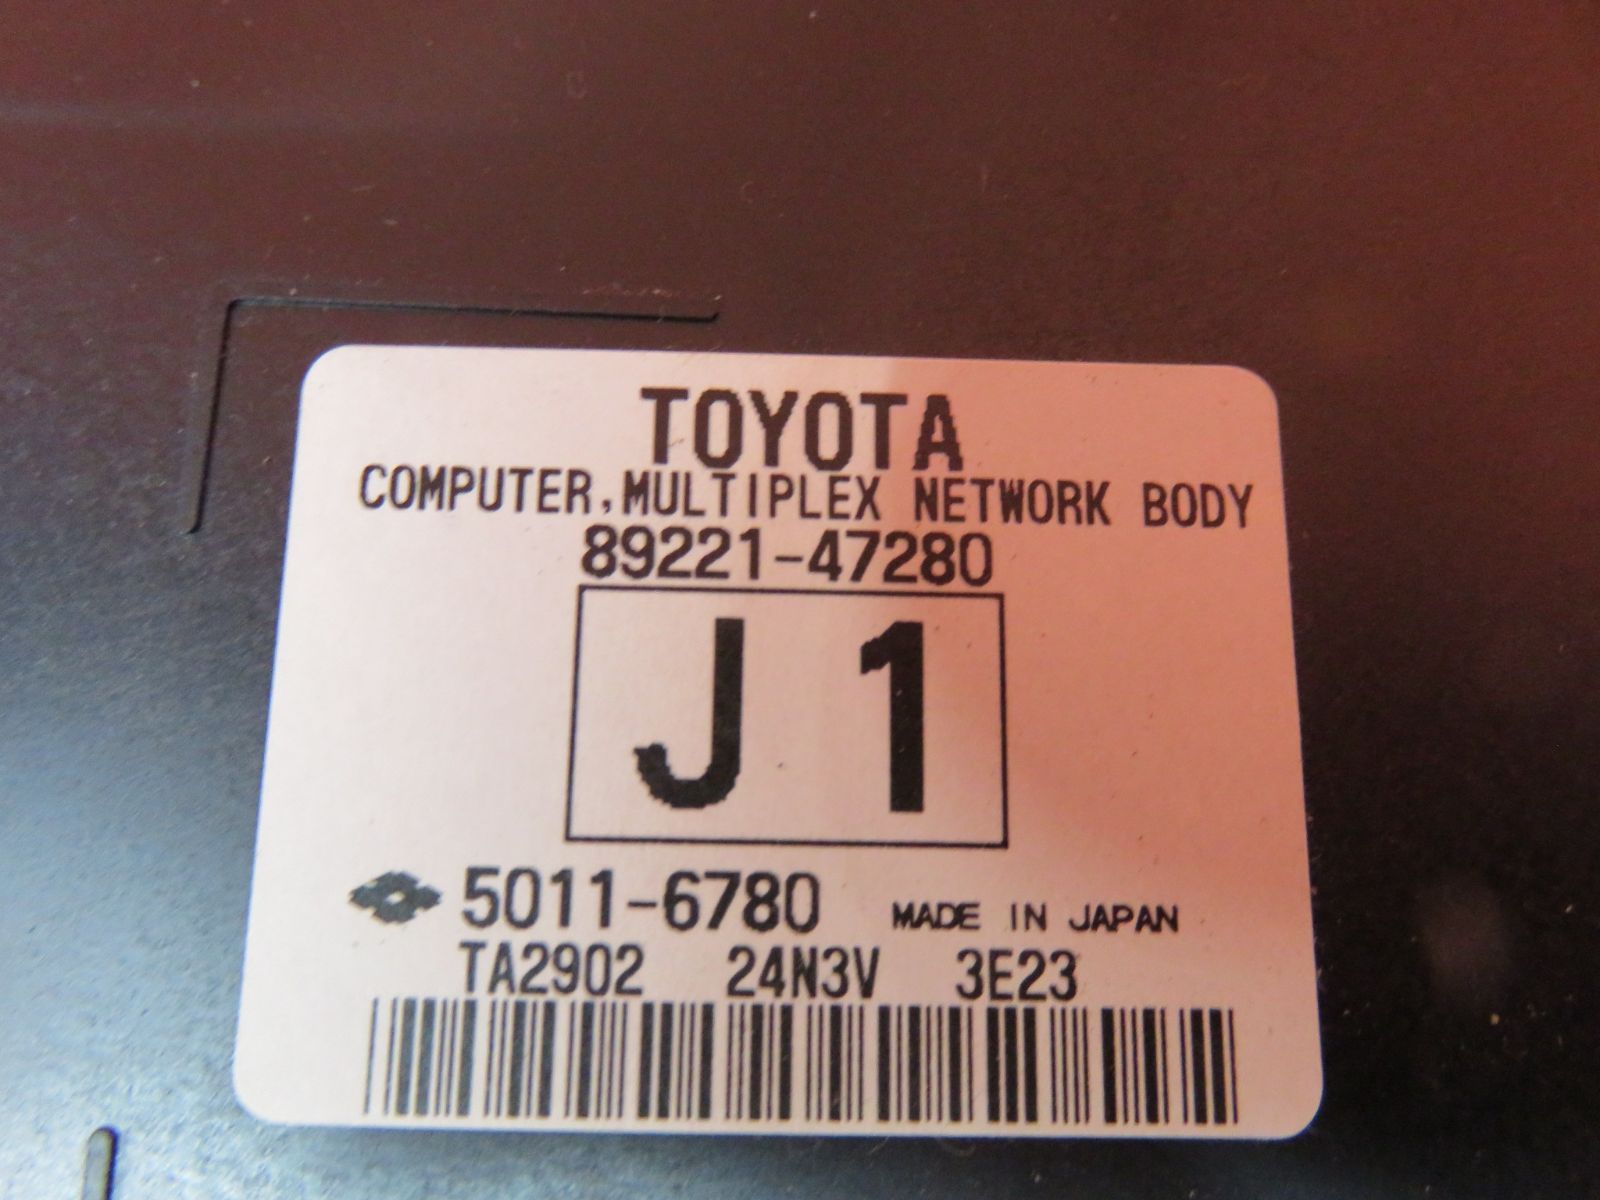 TOYOTA
COMPUTER,MULTIPLEX NETWORK BODY
89221-47280
J1
5011-6780 MADE IN JAPAN
TA2902 24N3V 3E23